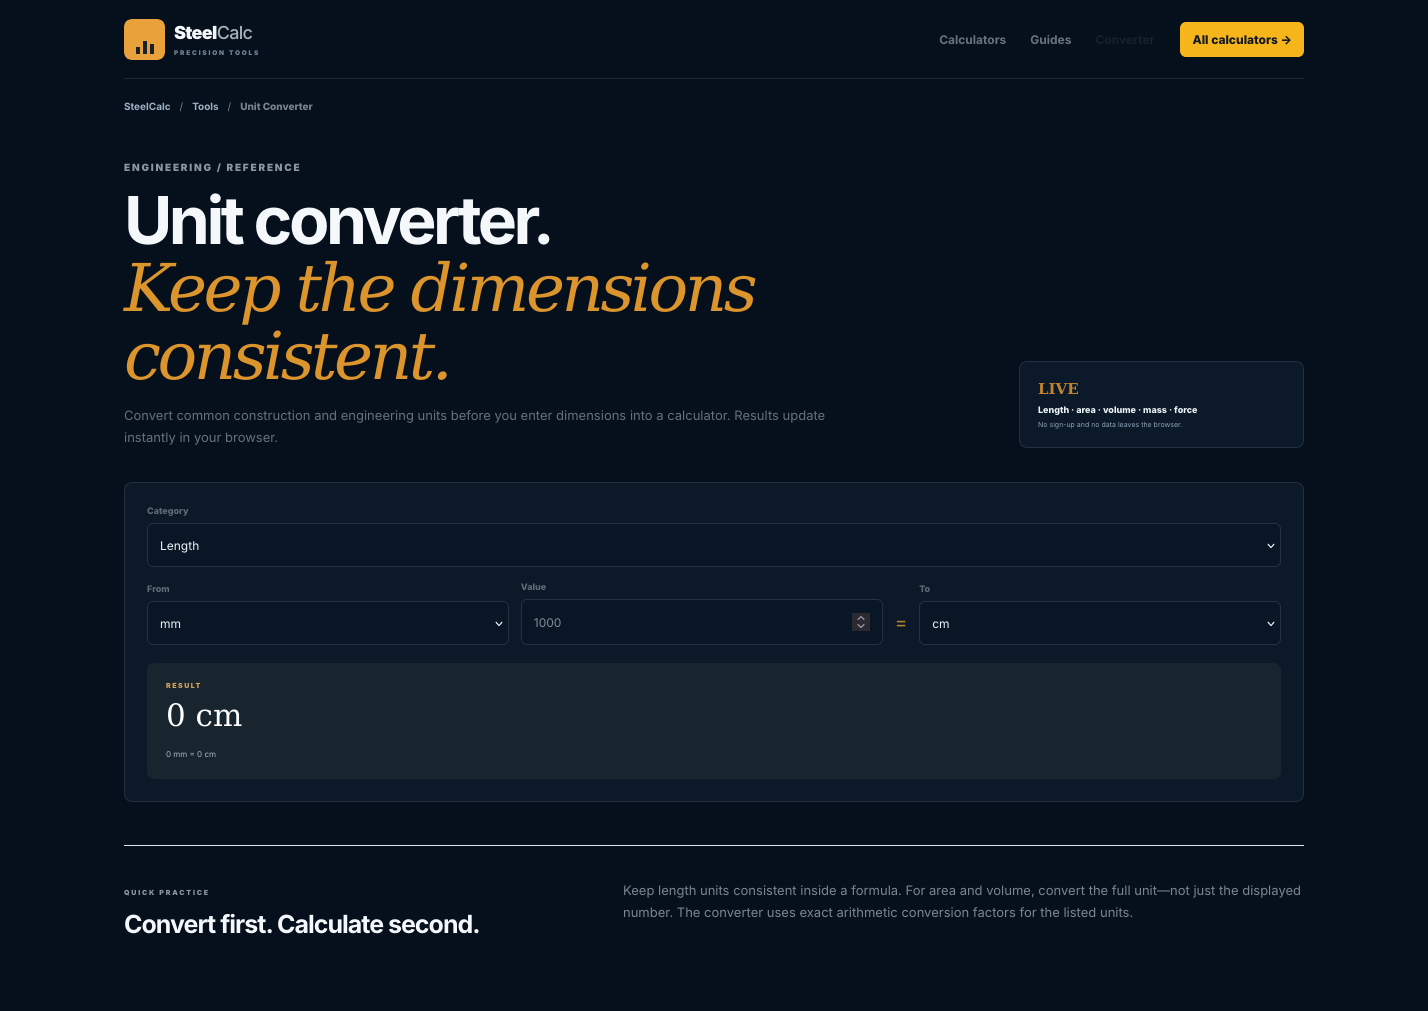 SteelCalc
PRECISION TOOLS
Calculators
Guides
Converter
All calculators →
SteelCalc / Tools / Unit Converter
ENGINEERING / REFERENCE
Unit converter.
Keep the dimensions
consistent.
Convert common construction and engineering units before you enter dimensions into a calculator. Results update
instantly in your browser.
LIVE
Length · area · volume · mass · force
No sign-up and no data leaves the browser.
Category
Length
From
mm
Value
1000
=
To
cm
RESULT
0 cm
0 mm = 0 cm
QUICK PRACTICE
Convert first. Calculate second.
Keep length units consistent inside a formula. For area and volume, convert the full unit—not just the displayed
number. The converter uses exact arithmetic conversion factors for the listed units.